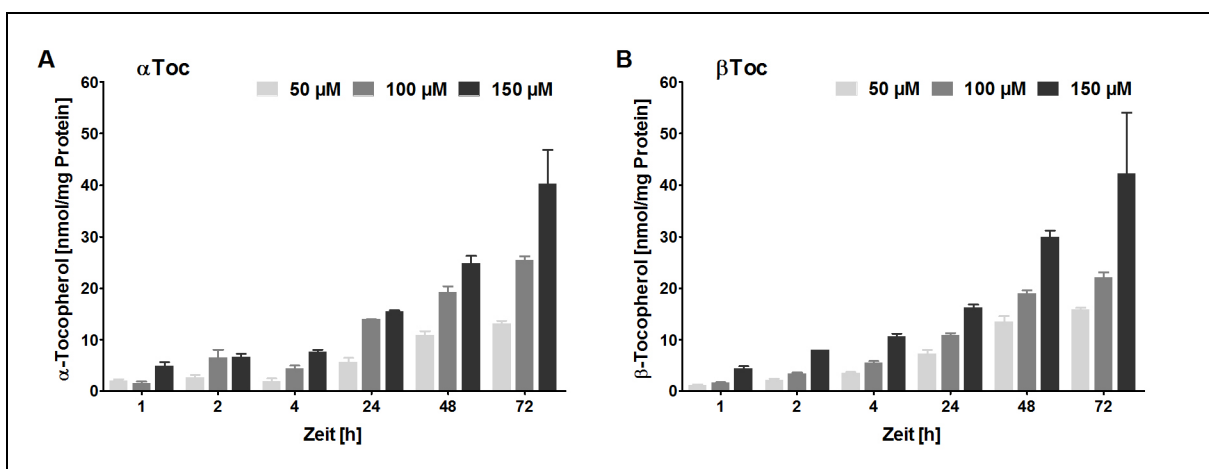 A
αToc
50 µM 100 µM 150 µM
α-Tocopherol [nmol/mg Protein]
60
50
40
30
20
10
0
1 2 4 24 48 72
Zeit [h]
B
βToc
50 µM 100 µM 150 µM
β-Tocopherol [nmol/mg Protein]
60
50
40
30
20
10
0
1 2 4 24 48 72
Zeit [h]